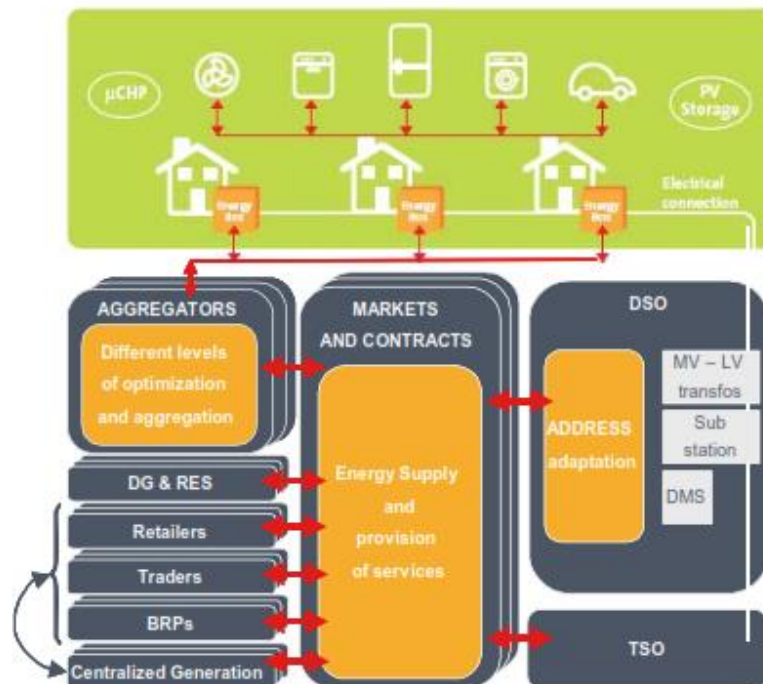 µCHP
PV
Storage
Energy
Box
Energy
Box
Energy
Box
Electrical
connection
AGGREGATORS
Different levels
of optimization
and aggregation
MARKETS
AND CONTRACTS
Energy Supply
and
provision
of services
DSO
ADDRESS
adaptation
MV – LV
transfos
Sub
station
DMS
DG & RES
Retailers
Traders
BRPs
Centralized Generation
TSO